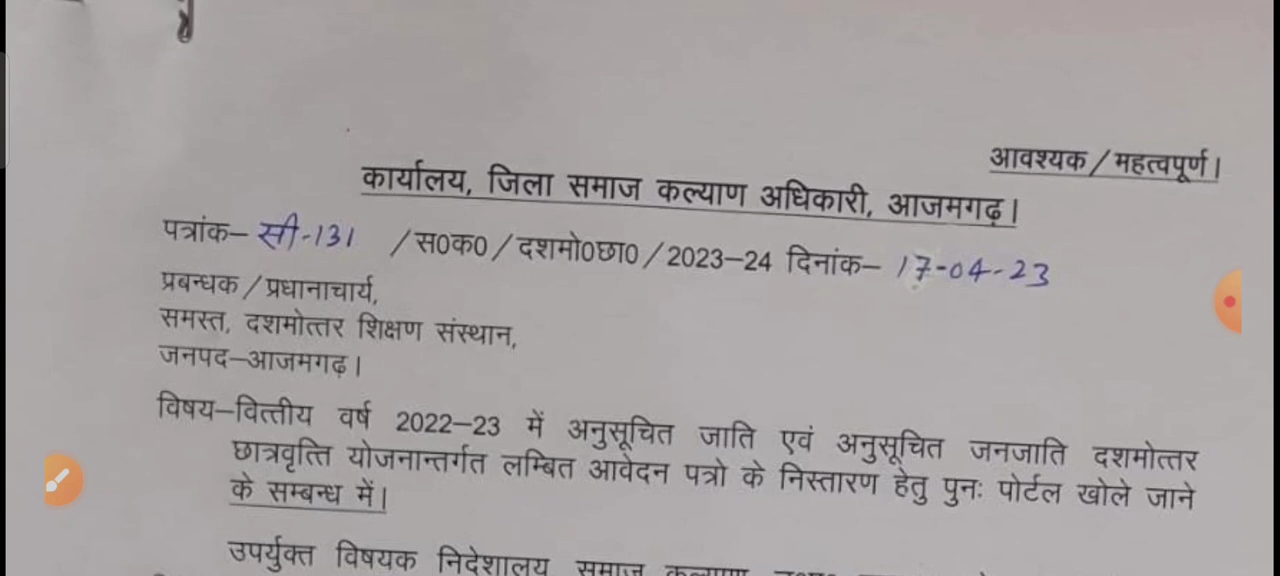 आवश्यक / महत्वपूर्ण।
कार्यालय, जिला समाज कल्याण अधिकारी, आजमगढ़।
पत्रांक– सी-131 /स0क0/दशमो0छा0/2023–24 दिनांक– 17-04-23
प्रबन्धक/प्रधानाचार्य,
समस्त, दशमोत्तर शिक्षण संस्थान,
जनपद–आजमगढ़।
विषय–वित्तीय वर्ष 2022–23 में अनुसूचित जाति एवं अनुसूचित जनजाति दशमोत्तर
छात्रवृत्ति योजनान्तर्गत लम्बित आवेदन पत्रो के निस्तारण हेतु पुनः पोर्टल खोले जाने
के सम्बन्ध में।
उपर्युक्त विषयक निदेशालय समाज कल्याण